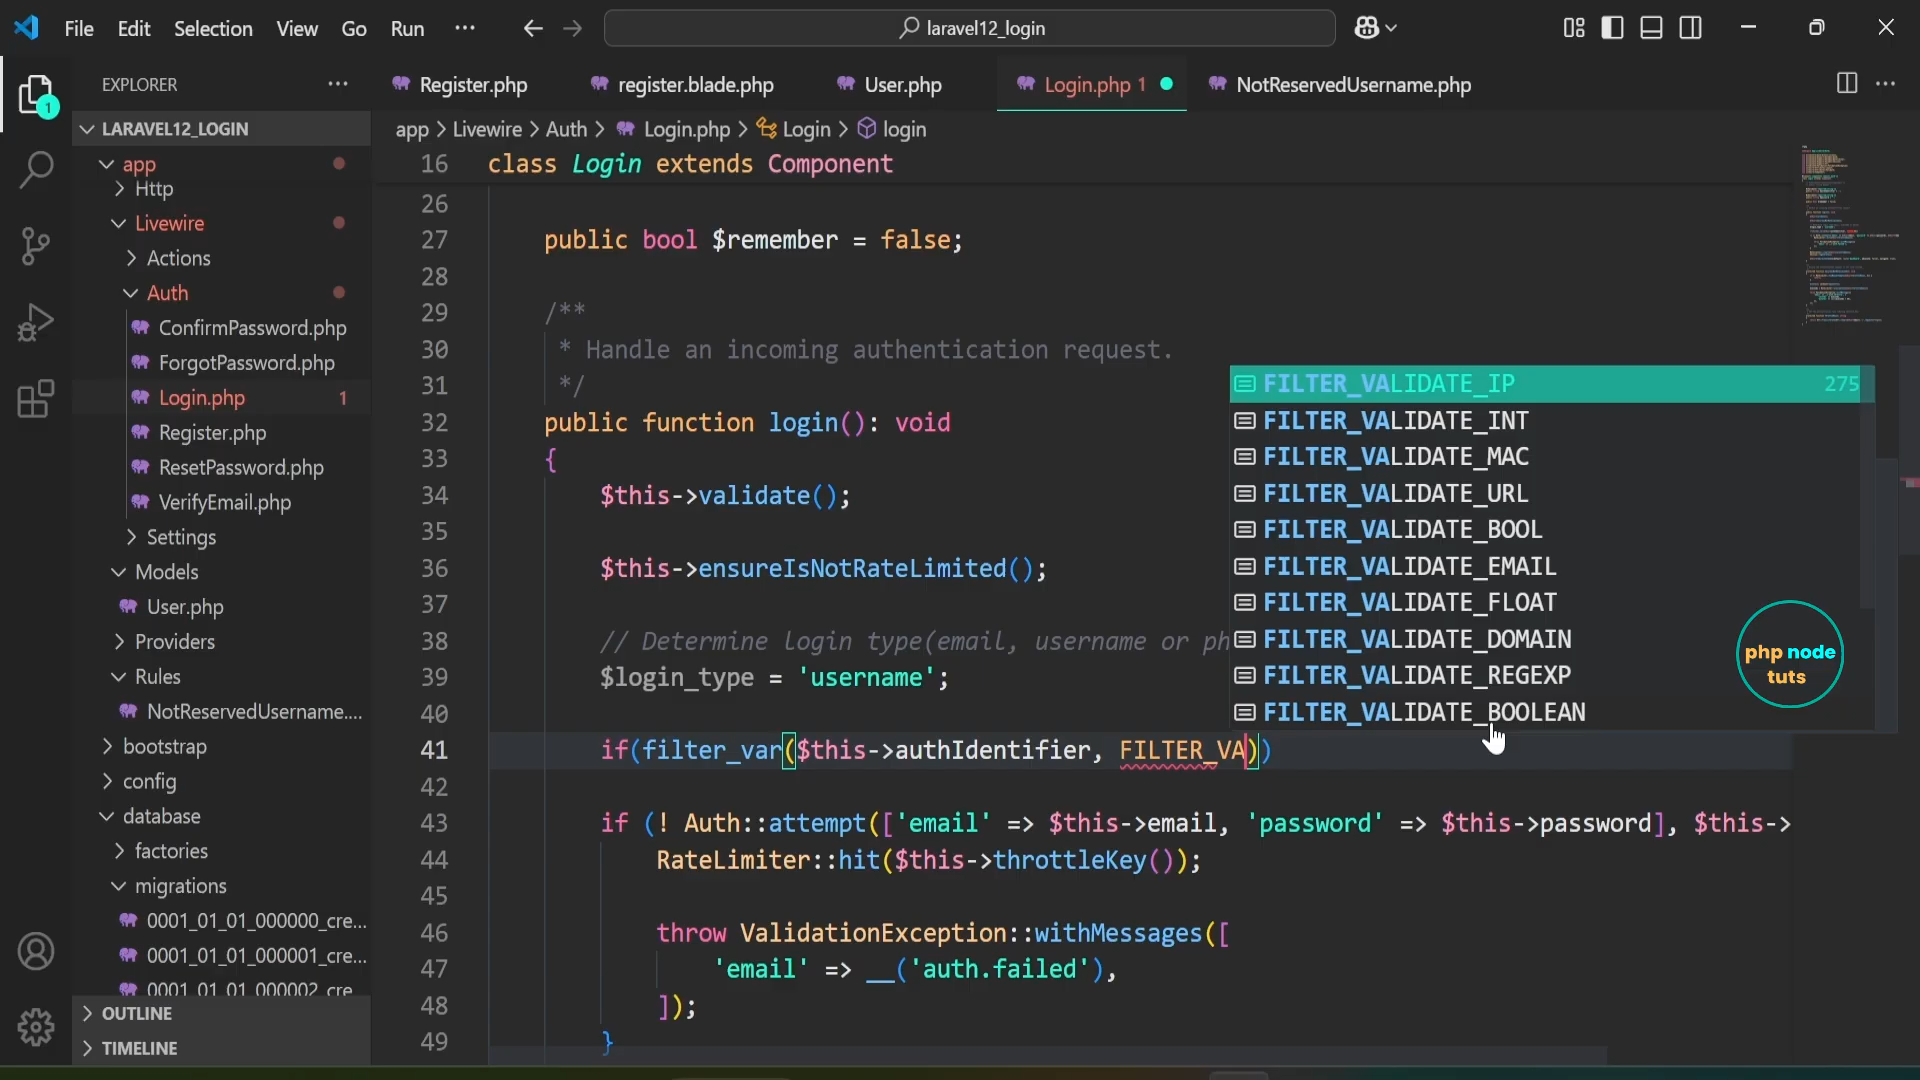 File Edit Selection View Go Run ··· laravel12_login
EXPLORER ···
LARAVEL12_LOGIN
app
Http
Livewire
Actions
Auth
ConfirmPassword.php
ForgotPassword.php
Login.php 1
Register.php
ResetPassword.php
VerifyEmail.php
Settings
Models
User.php
Providers
Rules
NotReservedUsername....
bootstrap
config
database
factories
migrations
0001_01_01_000000_cre...
0001_01_01_000001_cre...
0001_01_01_000002_cre
OUTLINE
TIMELINE
1
Register.php register.blade.php User.php Login.php 1 NotReservedUsername.php
app > Livewire > Auth > Login.php > Login > login
16 class Login extends Component
26
27 public bool $remember = false;
28
29 /**
30 * Handle an incoming authentication request.
31 */
32 public function login(): void
33 {
34 $this->validate();
35
36 $this->ensureIsNotRateLimited();
37
38 // Determine login type(email, username or ph
39 $login_type = 'username';
40
41 if(filter_var($this->authIdentifier, FILTER_VA))
42
43 if (! Auth::attempt(['email' => $this->email, 'password' => $this->password], $this->
44 RateLimiter::hit($this->throttleKey());
45
46 throw ValidationException::withMessages([
47 'email' => __('auth.failed'),
48 ]);
49 }
FILTER_VALIDATE_IP 275
FILTER_VALIDATE_INT
FILTER_VALIDATE_MAC
FILTER_VALIDATE_URL
FILTER_VALIDATE_BOOL
FILTER_VALIDATE_EMAIL
FILTER_VALIDATE_FLOAT
FILTER_VALIDATE_DOMAIN
FILTER_VALIDATE_REGEXP
FILTER_VALIDATE_BOOLEAN
php node
tuts